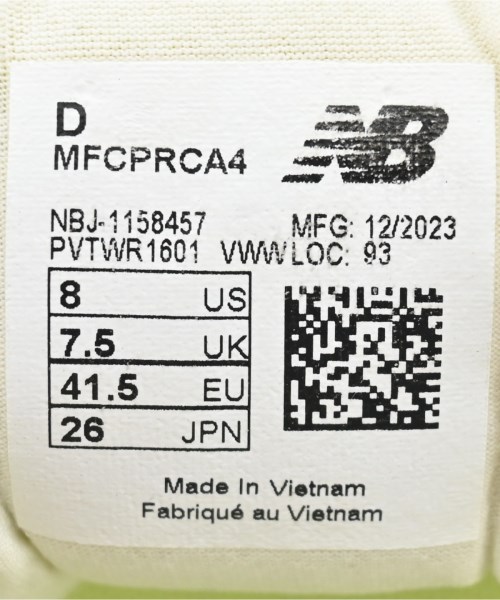 D
NB
MFCPRCA4
NBJ-1158457 MFG: 12/2023
PVTWR1601 VWW LOC: 93
8 US
7.5 UK
41.5 EU
26 JPN
Made In Vietnam
Fabriqué au Vietnam